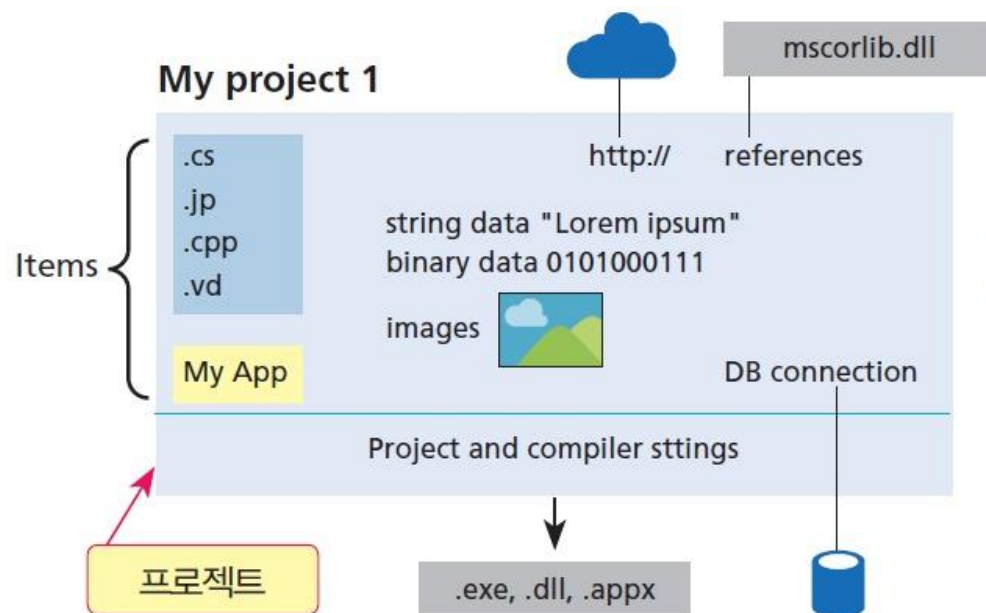 My project 1
mscorlib.dll
Items
.cs
.jp
.cpp
.vd
My App
http://
references
string data "Lorem ipsum"
binary data 0101000111
images
DB connection
Project and compiler sttings
프로젝트
.exe, .dll, .appx